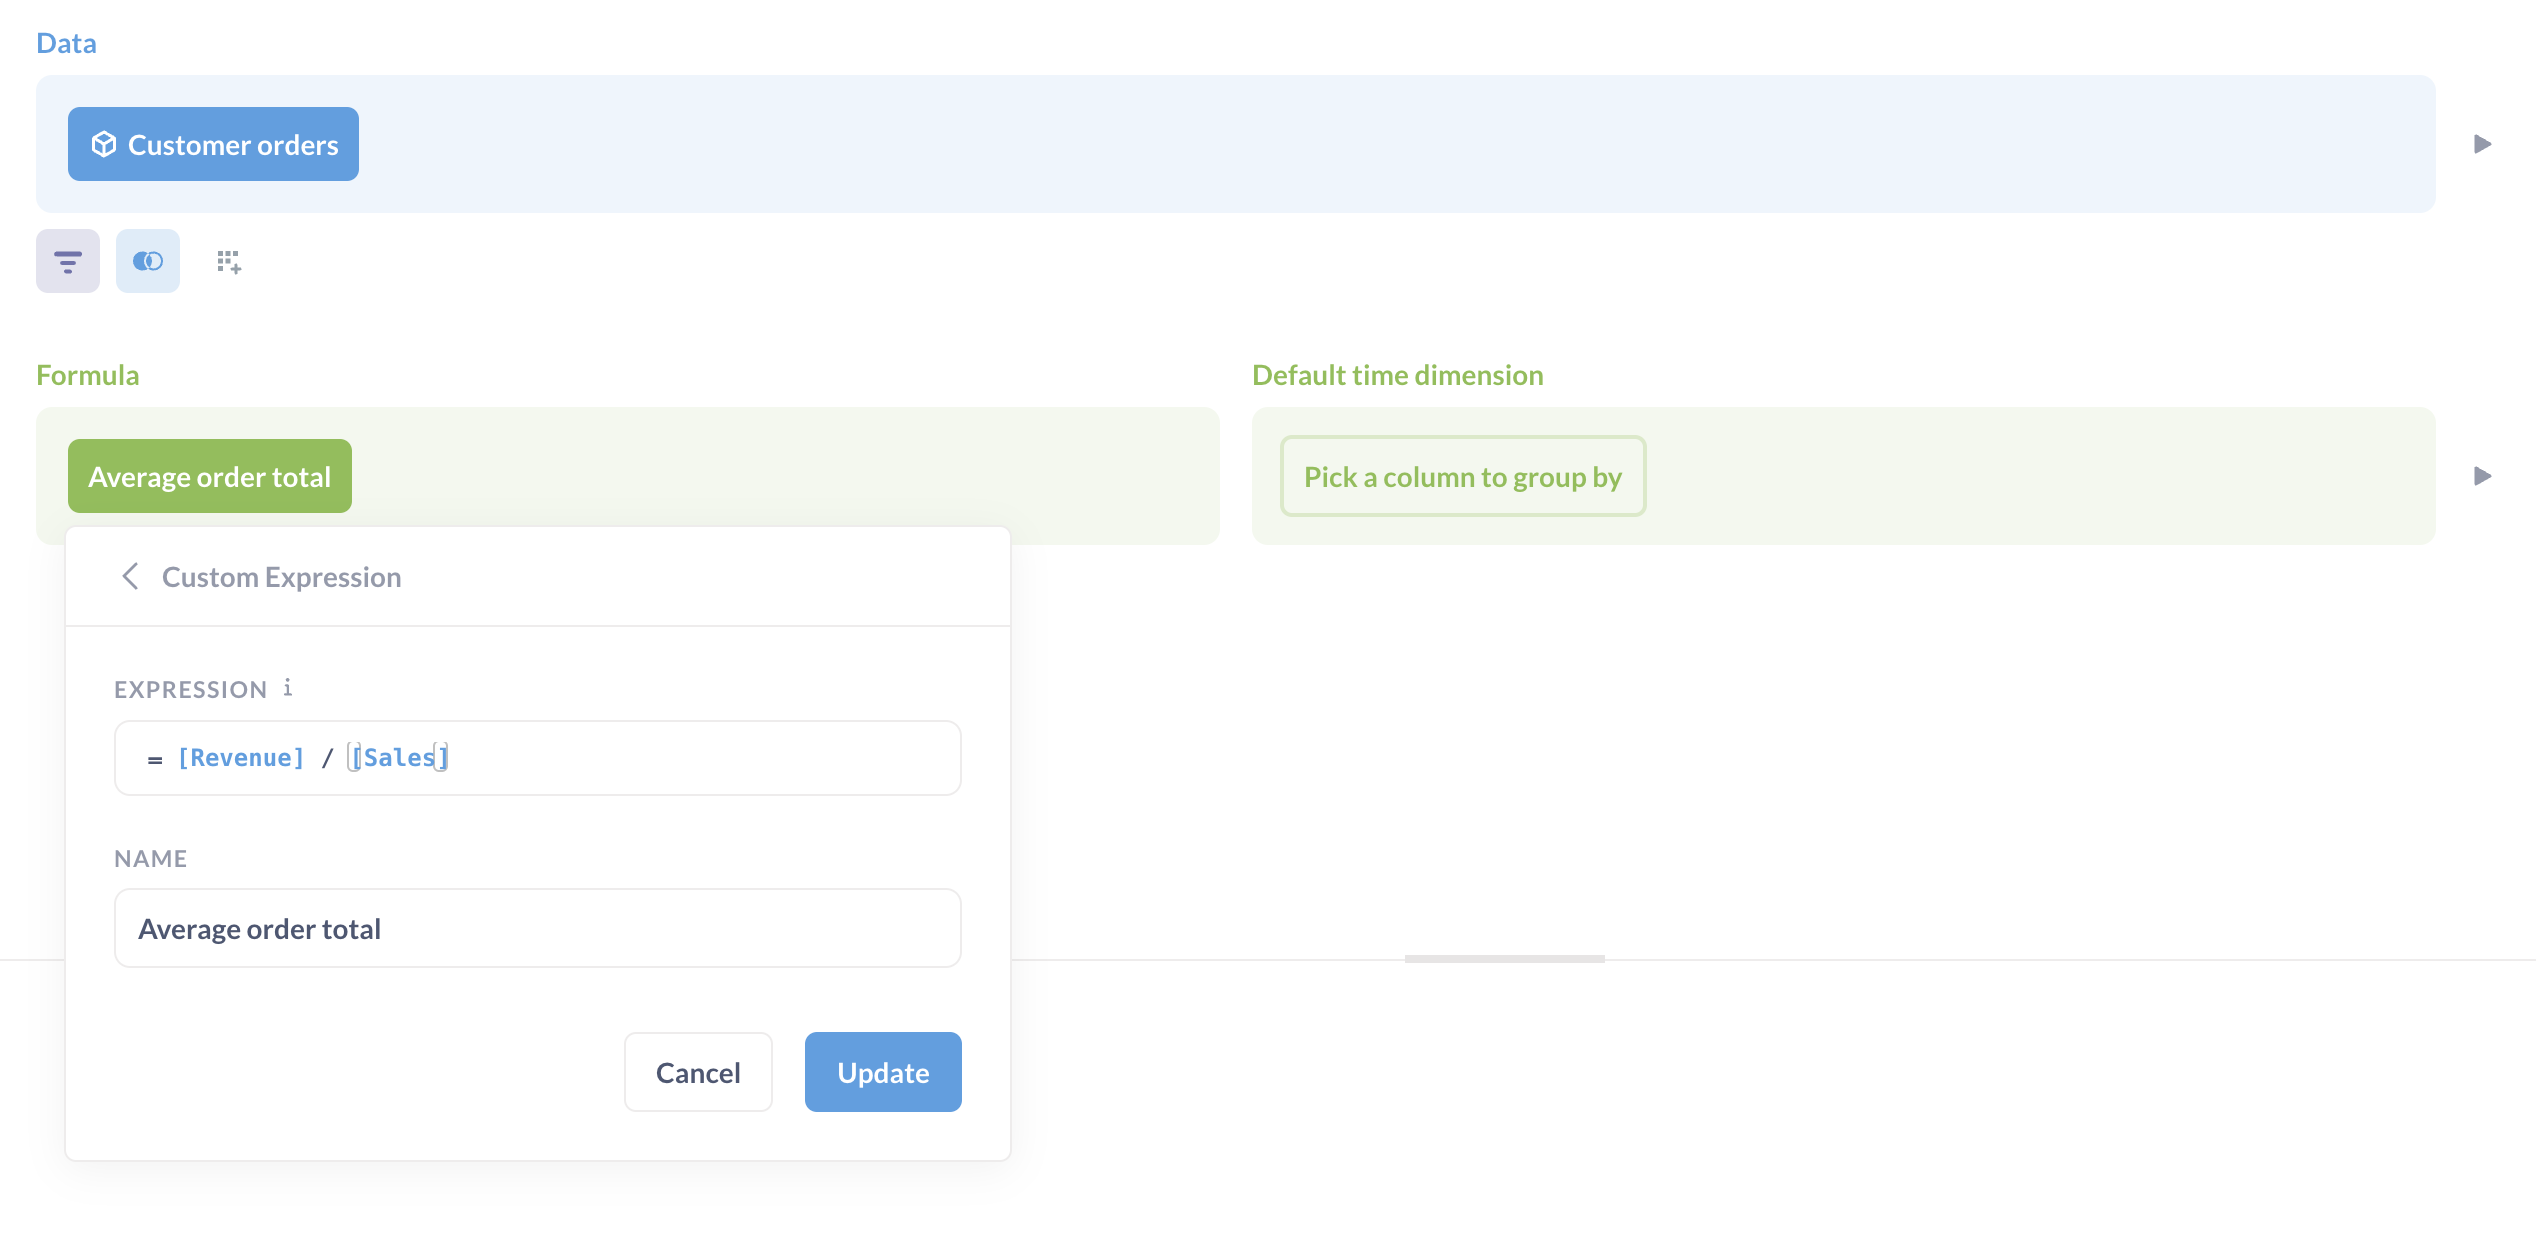 Data
Customer orders
Formula
Default time dimension
Average order total
Pick a column to group by
Custom Expression
EXPRESSION i
= [Revenue] / [Sales]
NAME
Average order total
Cancel
Update